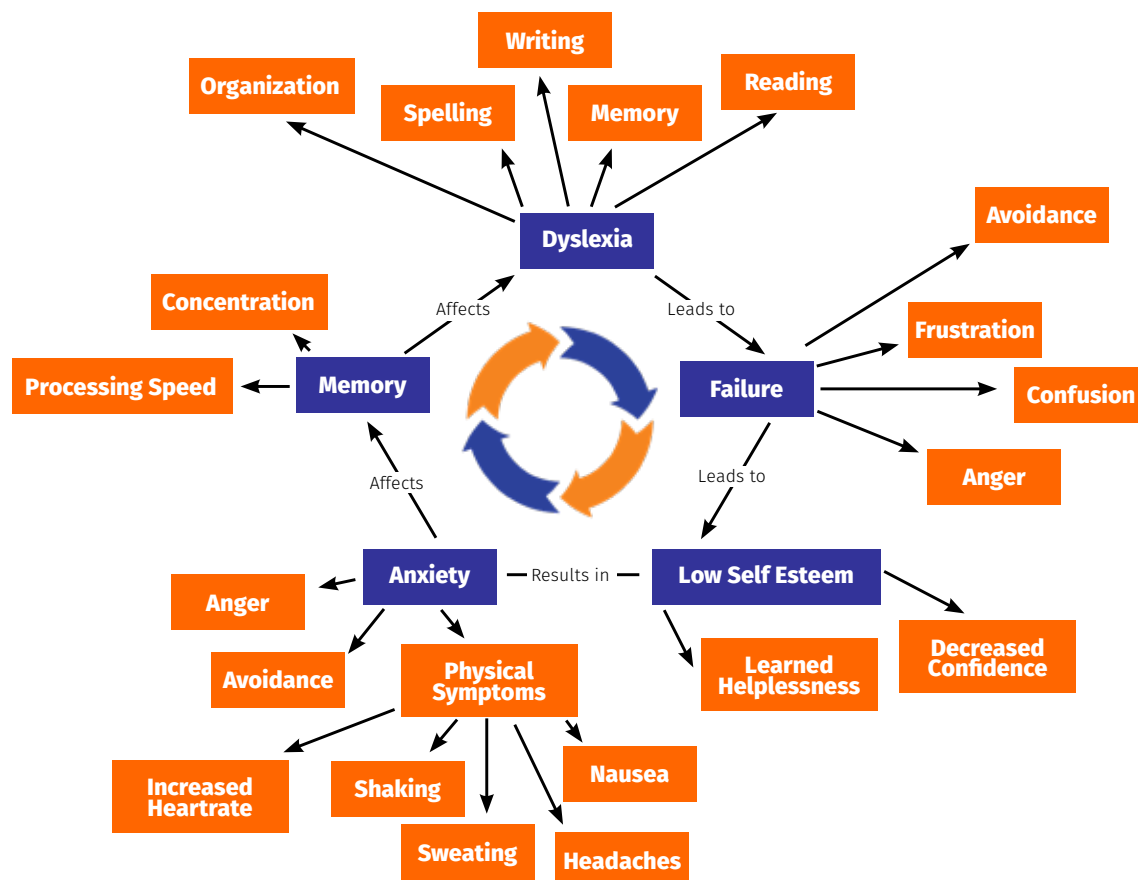 Writing
Organization
Reading
Spelling
Memory
Avoidance
Dyslexia
Concentration
Affects
Leads to
Frustration
Processing Speed
Memory
Failure
Confusion
Affects
Leads to
Anger
Anxiety
Results in
Low Self Esteem
Anger
Avoidance
Physical
Symptoms
Learned
Helplessness
Decreased
Confidence
Increased
Heartrate
Shaking
Nausea
Sweating
Headaches